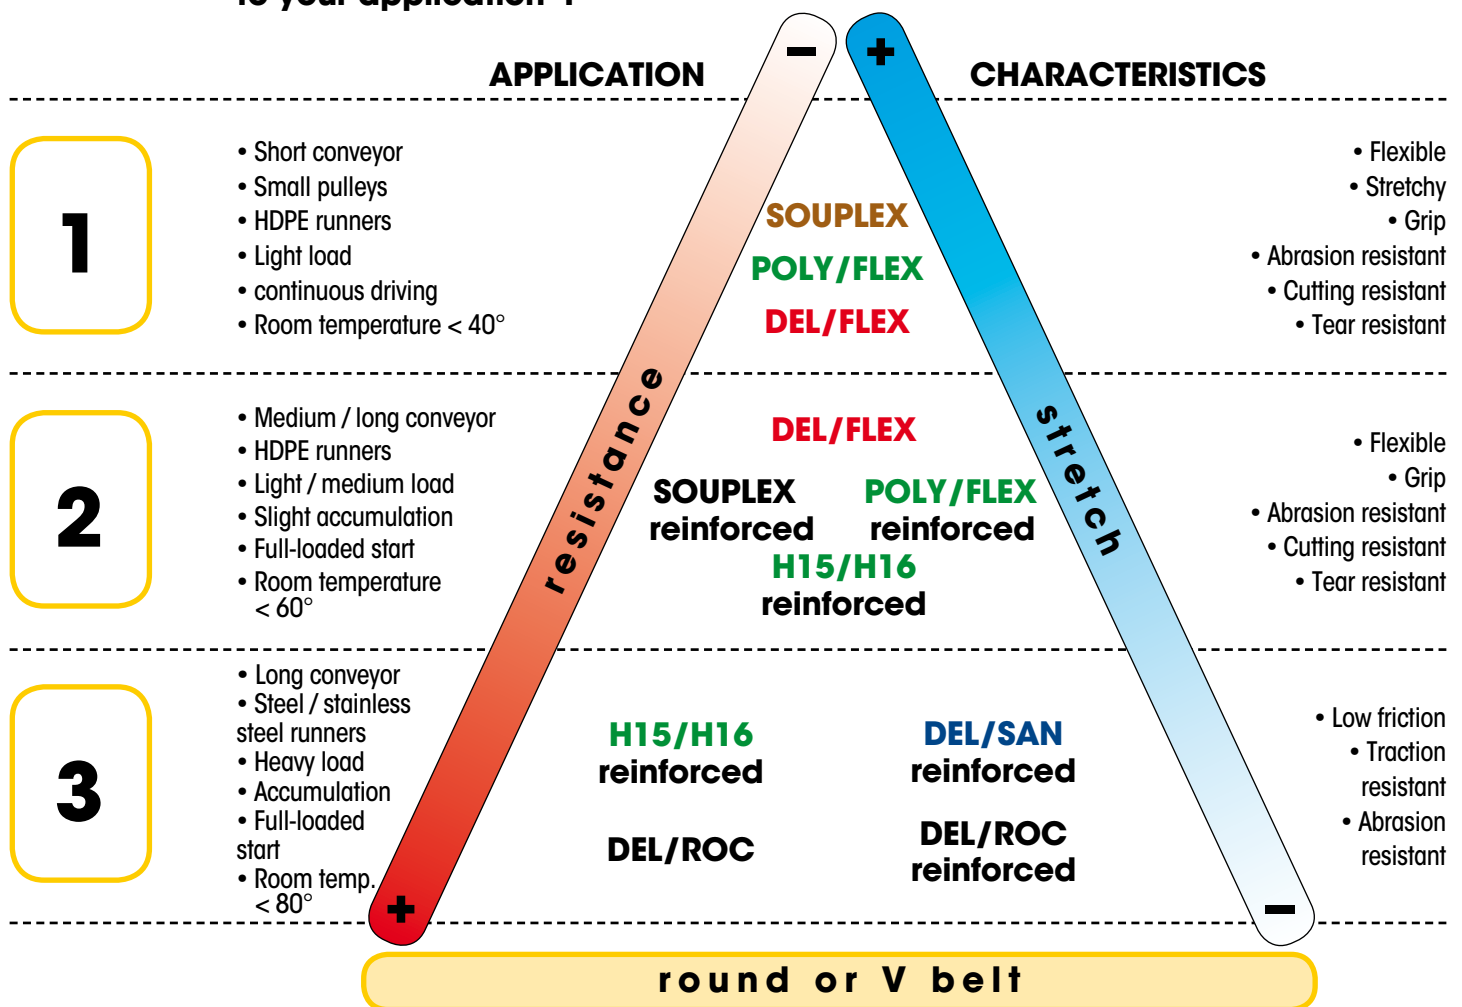 to your application ?
APPLICATION
CHARACTERISTICS
−
+
1
• Short conveyor
• Small pulleys
• HDPE runners
• Light load
• continuous driving
• Room temperature < 40°
SOUPLEX
POLY/FLEX
DEL/FLEX
• Flexible
• Stretchy
• Grip
• Abrasion resistant
• Cutting resistant
• Tear resistant
resistance
stretch
2
• Medium / long conveyor
• HDPE runners
• Light / medium load
• Slight accumulation
• Full-loaded start
• Room temperature
< 60°
DEL/FLEX
SOUPLEX
reinforced
POLY/FLEX
reinforced
H15/H16
reinforced
• Flexible
• Grip
• Abrasion resistant
• Cutting resistant
• Tear resistant
3
• Long conveyor
• Steel / stainless
steel runners
• Heavy load
• Accumulation
• Full-loaded
start
• Room temp.
< 80°
H15/H16
reinforced
DEL/SAN
reinforced
DEL/ROC
DEL/ROC
reinforced
• Low friction
• Traction
resistant
• Abrasion
resistant
+
−
round or V belt